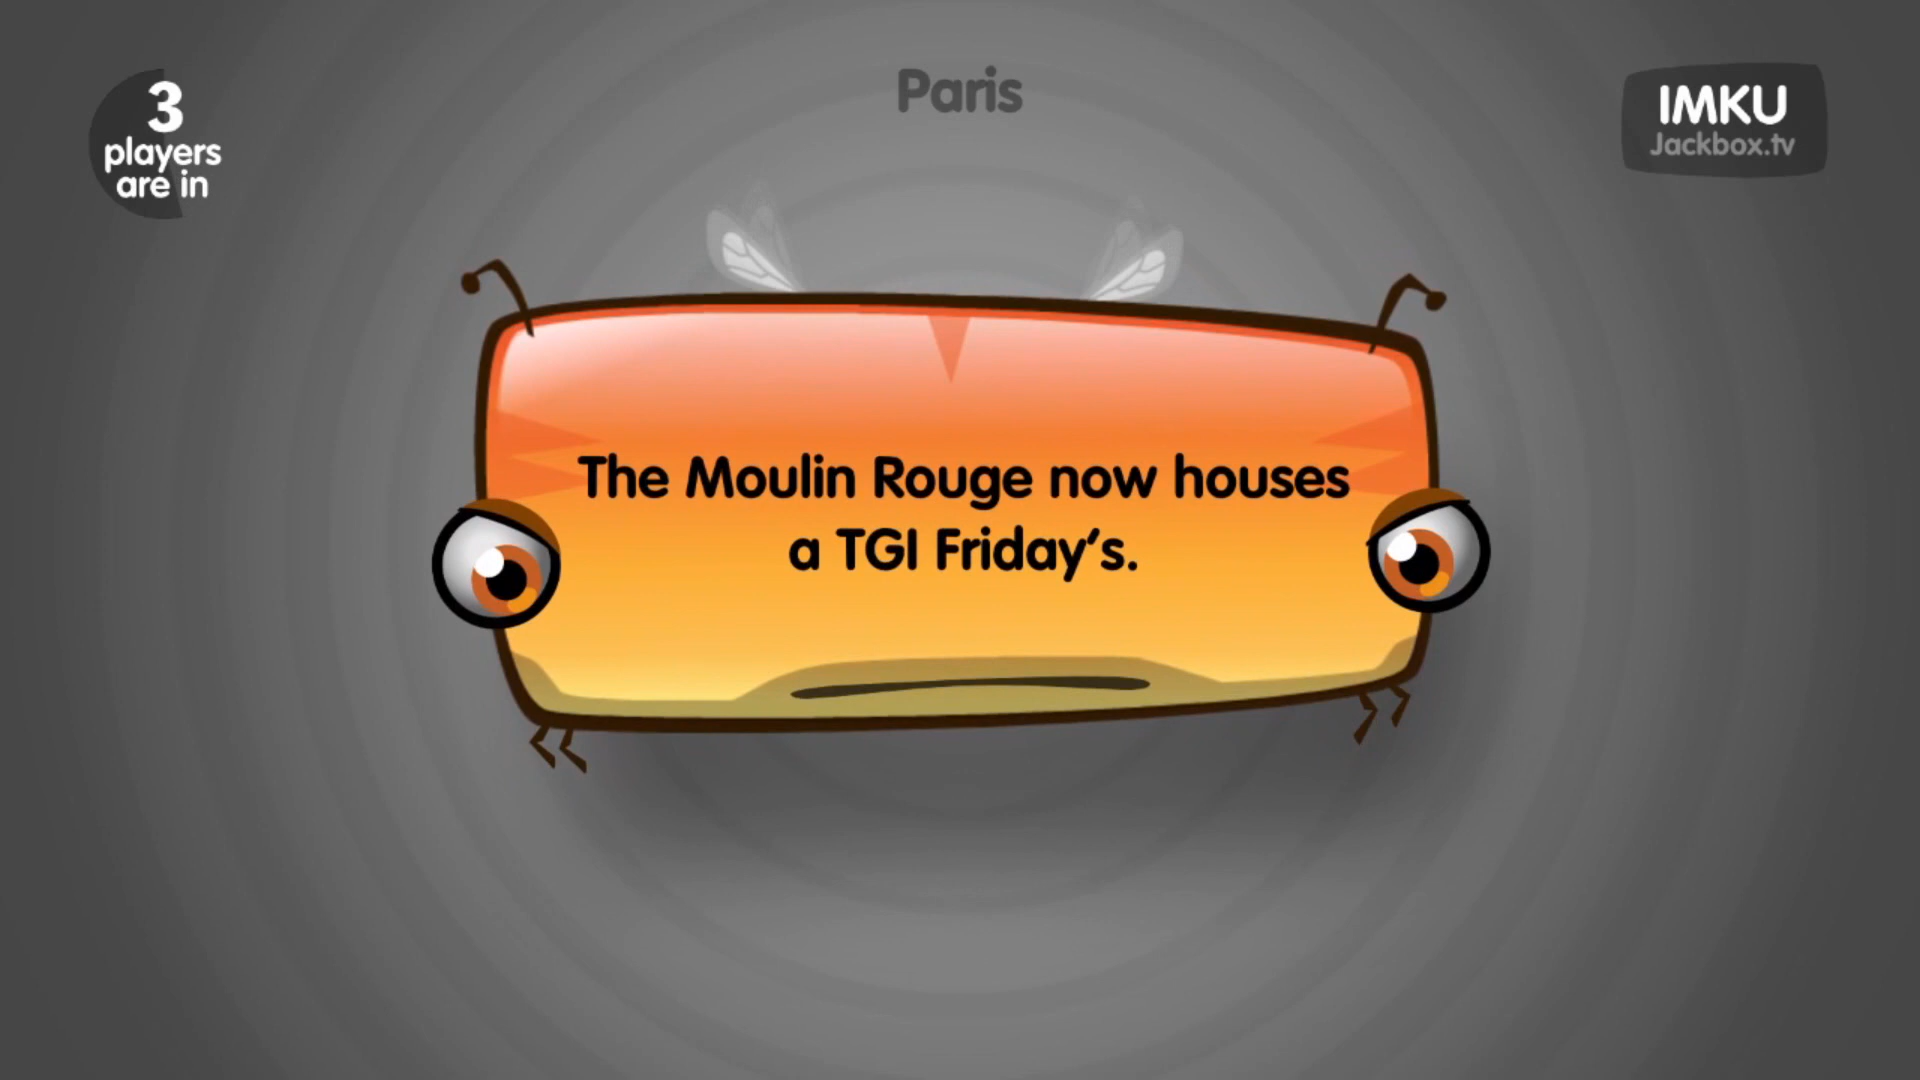 3
players
are in
Paris
IMKU
Jackbox.tv
The Moulin Rouge now houses
a TGI Friday's.